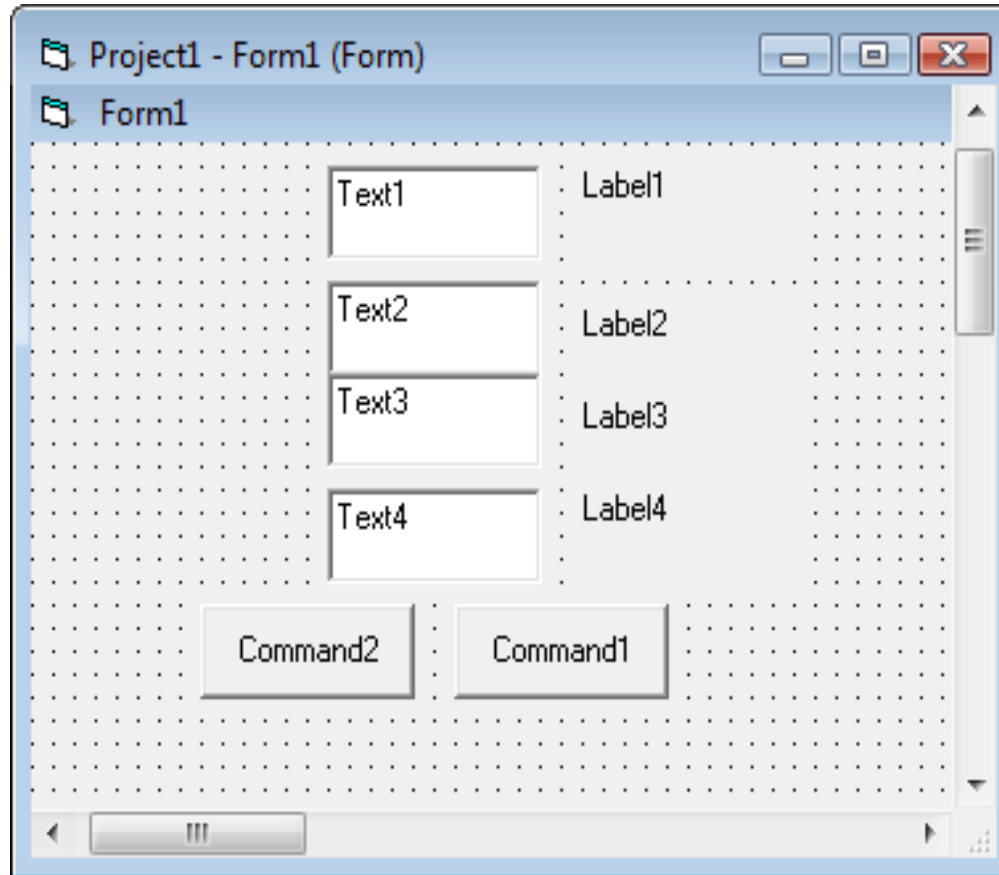 Project1 - Form1 (Form)
Form1
Text1 Label1
Text2 Label2
Text3 Label3
Text4 Label4
Command2 Command1